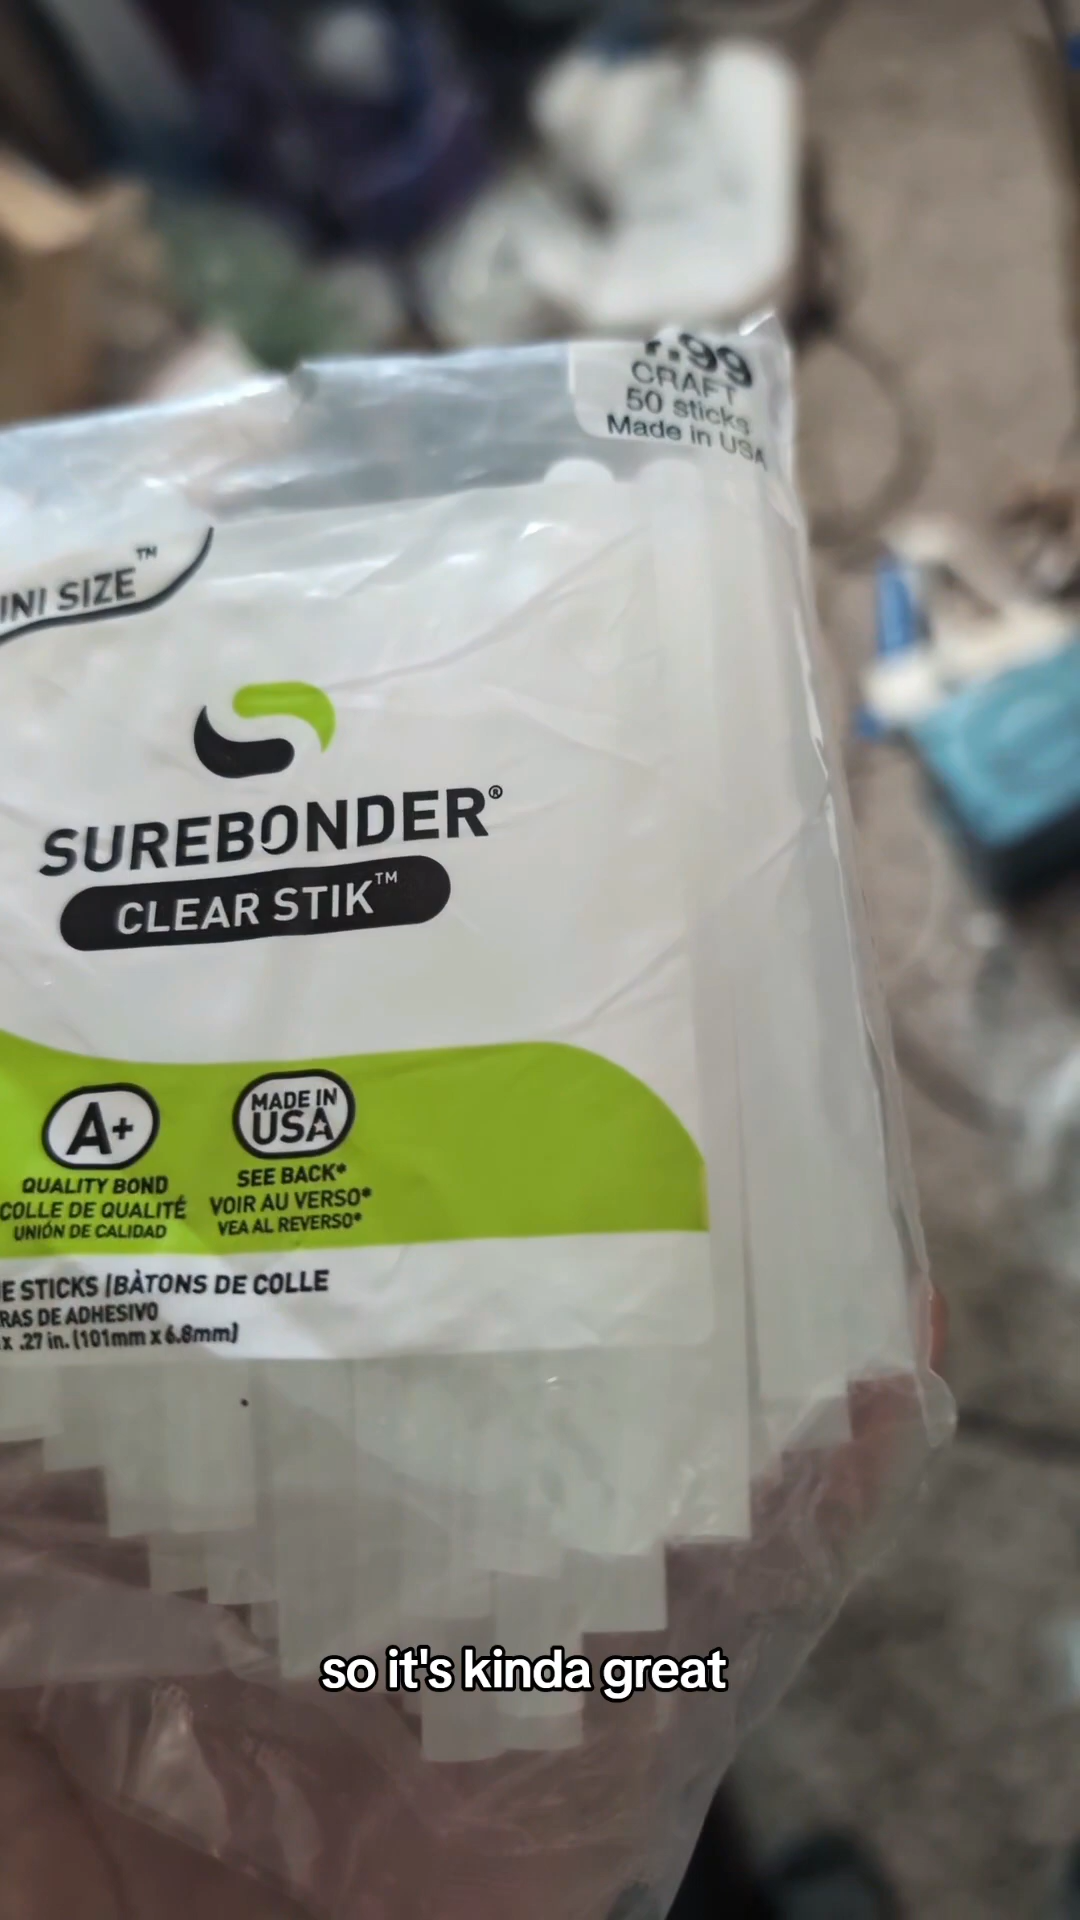 .99
CRAFT
50 sticks
Made in USA
INI SIZE™
SUREBONDER®
CLEAR STIK™
A+
MADE IN
USA
QUALITY BOND
COLLE DE QUALITÉ
UNIÓN DE CALIDAD
SEE BACK*
VOIR AU VERSO*
VEA AL REVERSO*
E STICKS / BÀTONS DE COLLE
RAS DE ADHESIVO
x .27 in. (101mm x 6.8mm)
so it's kinda great